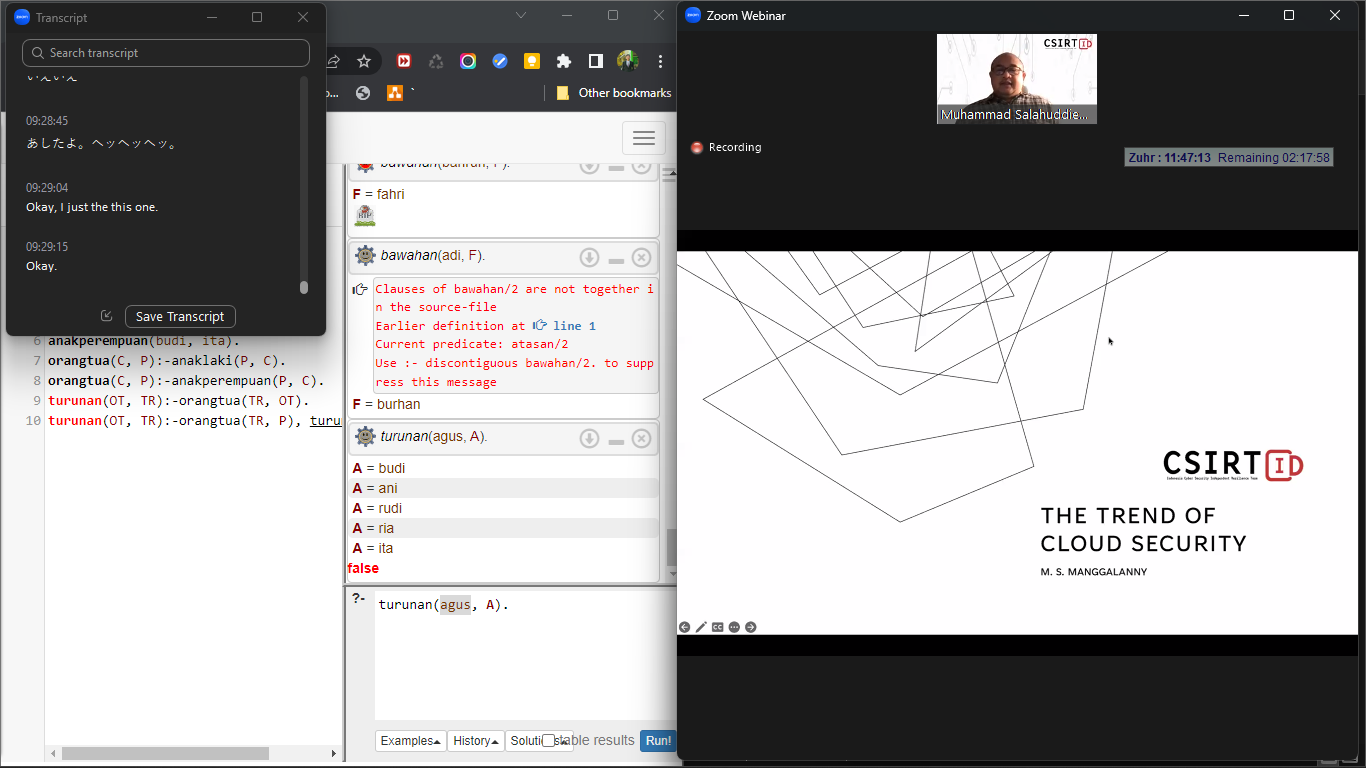 Transcript
Search transcript
いえいえ
09:28:45
あしたよ。ヘッヘッヘッ。
09:29:04
Okay, I just the this one.
09:29:15
Okay.
Save Transcript
Other bookmarks
F = fahri
RIP
bawahan(adi, F).
Clauses of bawahan/2 are not together i
n the source-file
Earlier definition at line 1
Current predicate: atasan/2
Use :- discontiguous bawahan/2. to supp
ress this message
F = burhan
turunan(agus, A).
A = budi
A = ani
A = rudi
A = ria
A = ita
false
6 anakperempuan(budi, ita).
7 orangtua(C, P):-anaklaki(P, C).
8 orangtua(C, P):-anakperempuan(P, C).
9 turunan(OT, TR):-orangtua(TR, OT).
10 turunan(OT, TR):-orangtua(TR, P), turu
?- turunan(agus, A).
Examples History Solutions table results Run!
Zoom Webinar
CSIRT ID
Muhammad Salahuddie...
Recording
Zuhr : 11:47:13 Remaining 02:17:58
CSIRT ID
Indonesia Cyber Security Independent Resilience Team
THE TREND OF
CLOUD SECURITY
M. S. MANGGALANNY